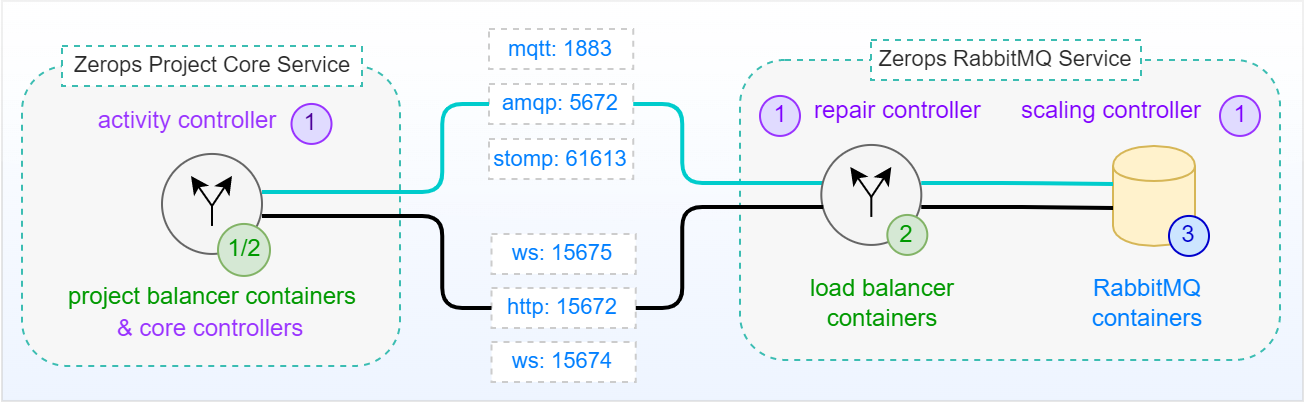 Zerops Project Core Service
activity controller
1
1/2
project balancer containers
& core controllers
mqtt: 1883
amqp: 5672
stomp: 61613
ws: 15675
http: 15672
ws: 15674
Zerops RabbitMQ Service
1
repair controller
scaling controller
1
2
load balancer
containers
3
RabbitMQ
containers